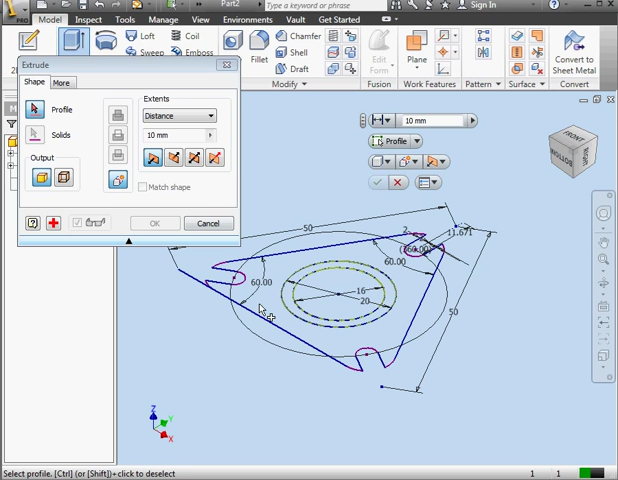 PRO
Part2
Type a keyword or phrase
Sign In
Model Inspect Tools Manage View Environments Vault Get Started
Loft Coil
Sweep Emboss
Fillet
Chamfer
Shell
Draft
Modify
Edit Form
Plane
Work Features
Pattern
Surface
Convert to Sheet Metal
Convert
Extrude
Shape More
Profile
Solids
Output
Extents
Distance
10 mm
Match shape
OK Cancel
10 mm
Profile
FRONT
BOTTOM
50
11.671
2
(360.00)
60.00
60.00
16
20
50
Z
Y
X
Select profile. [Ctrl] (or [Shift])+click to deselect
1 1